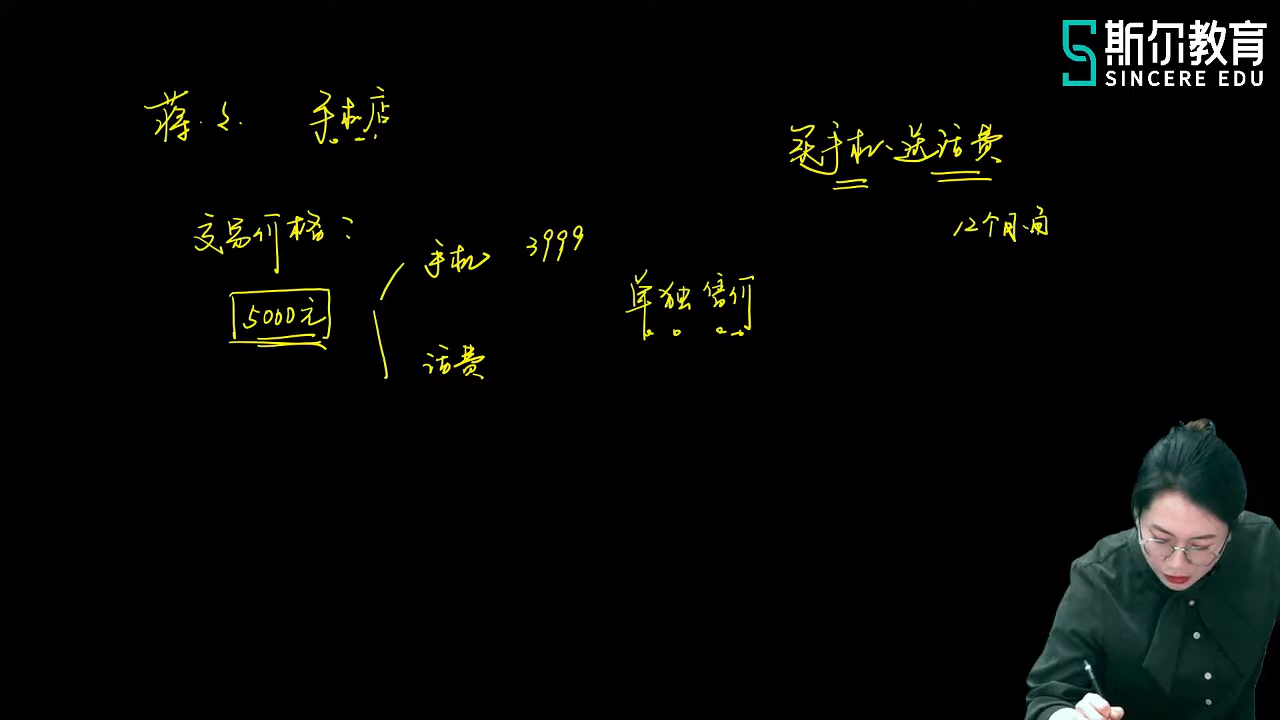 斯尔教育
SINCERE EDU
蒋
手机店
买手机、送话费
12个月内
交易价格：
手机 3999
5000元
单独售价
话费